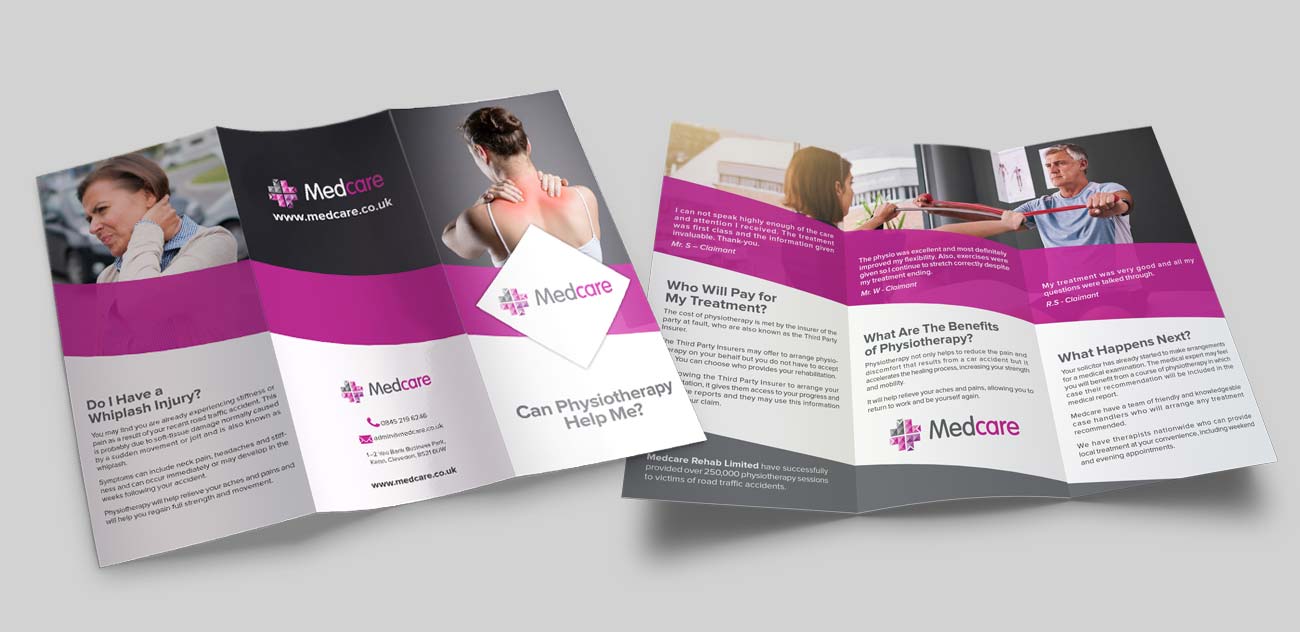 Do I Have a
Whiplash Injury?
You may find you are already experiencing stiffness or
pain as a result of your recent road traffic accident. This
is probably due to soft-tissue damage normally caused
by a sudden movement or jolt and is also known as
whiplash.
Symptoms can include neck pain, headaches and stiff-
ness and can occur immediately or may develop in the
weeks following your accident.
Physiotherapy will help relieve your aches and pains and
will help you regain full strength and movement.
Medcare
www.medcare.co.uk
Medcare
0845 219 6246
admin@medcare.co.uk
1-2 Yeo Bank Business Park,
Kenn, Clevedon, BS21 6UW
www.medcare.co.uk
Medcare
Can Physiotherapy
Help Me?
I can not speak highly enough of the care
and attention I received. The treatment
was first class and the information given
invaluable. Thank-you.
Mr. S – Claimant
Who Will Pay for
My Treatment?
The cost of physiotherapy is met by the Insurer of the
party at fault, who are also known as the Third Party
Insurer.
The Third Party Insurers may offer to arrange physio-
erapy on your behalf but you do not have to accept
You can choose who provides your rehabilitation.
owing the Third Party Insurer to arrange your
itation, it gives them access to your progress and
e reports and they may use this information
ur claim.
Medcare Rehab Limited have successfully
provided over 250,000 physiotherapy sessions
to victims of road traffic accidents.
The physio was excellent and most definitely
improved my flexibility. Also, exercises were
given so I continue to stretch correctly despite
my treatment ending.
Mr. W - Claimant
What Are The Benefits
of Physiotherapy?
Physiotherapy not only helps to reduce the pain and
discomfort that results from a car accident but it
accelerates the healing process, increasing your strength
and mobility.
It will help relieve your aches and pains, allowing you to
return to work and be yourself again.
Medcare
My treatment was very good and all my
questions were talked through.
R.S - Claimant
What Happens Next?
Your solicitor has already started to make arrangements
for a medical examination. The medical expert may feel
you will benefit from a course of physiotherapy in which
case their recommendation will be included in the
medical report.
Medcare have a team of friendly and knowledgeable
case handlers who will arrange any treatment
recommended.
We have therapists nationwide who can provide
local treatment at your convenience, including weekend
and evening appointments.